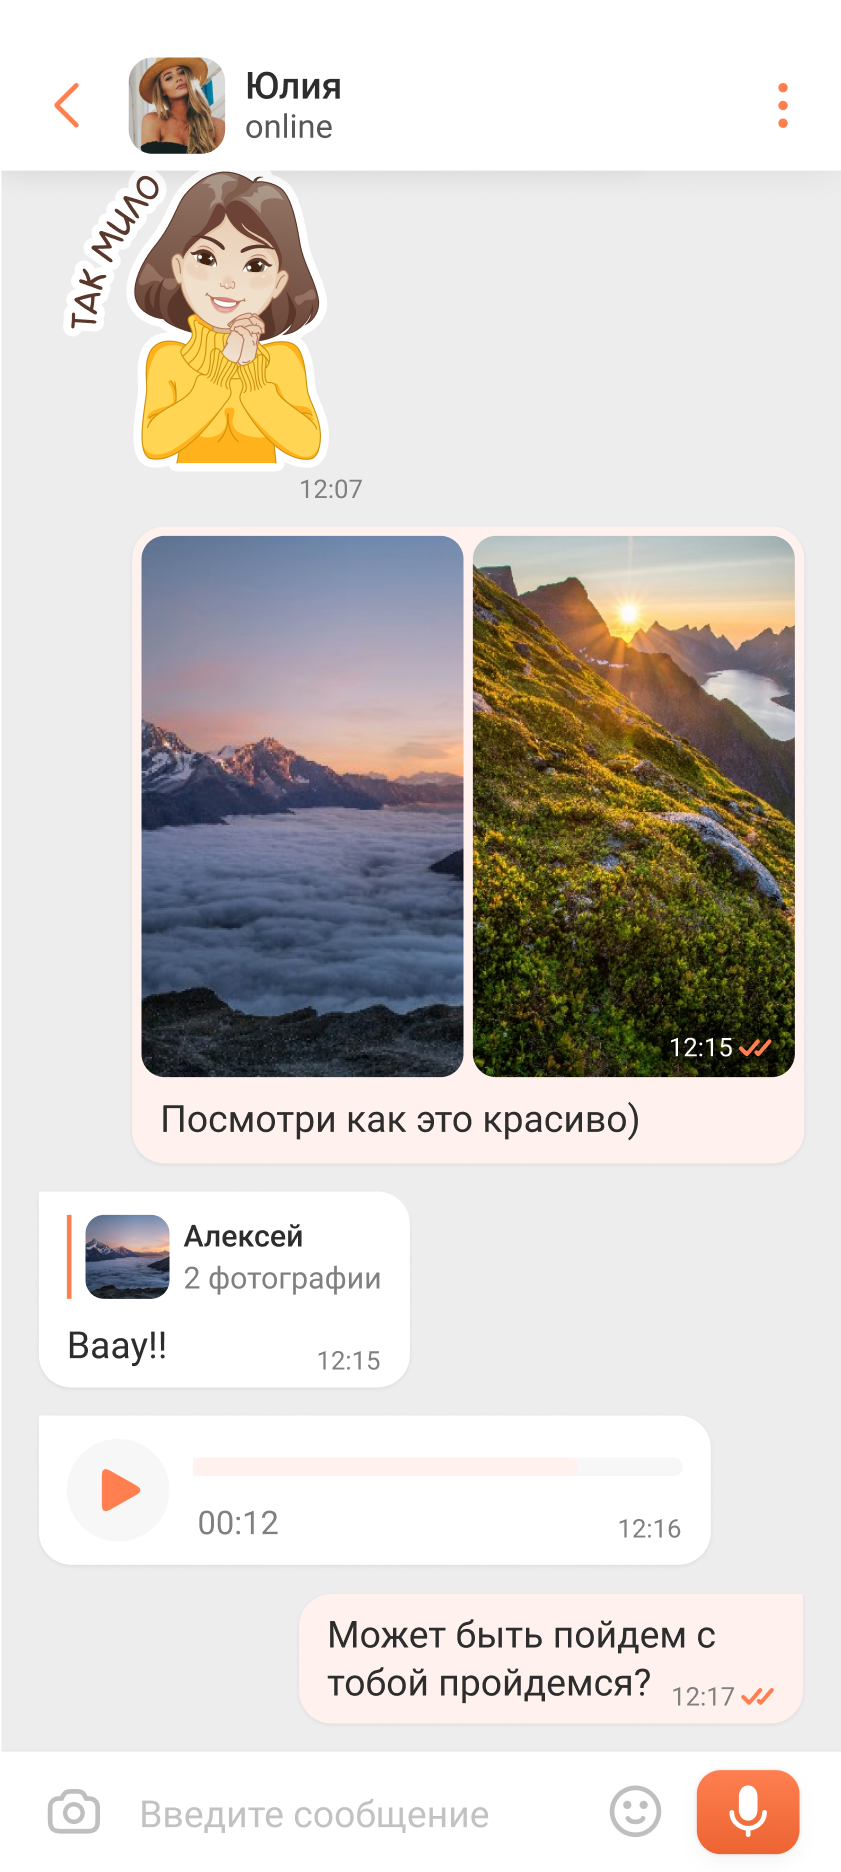 Юлия
online
ТАК МИЛО
12:07
12:15
Посмотри как это красиво)
Алексей
2 фотографии
Ваау!!
12:15
00:12
12:16
Может быть пойдем с
тобой пройдемся?
12:17
Введите сообщение